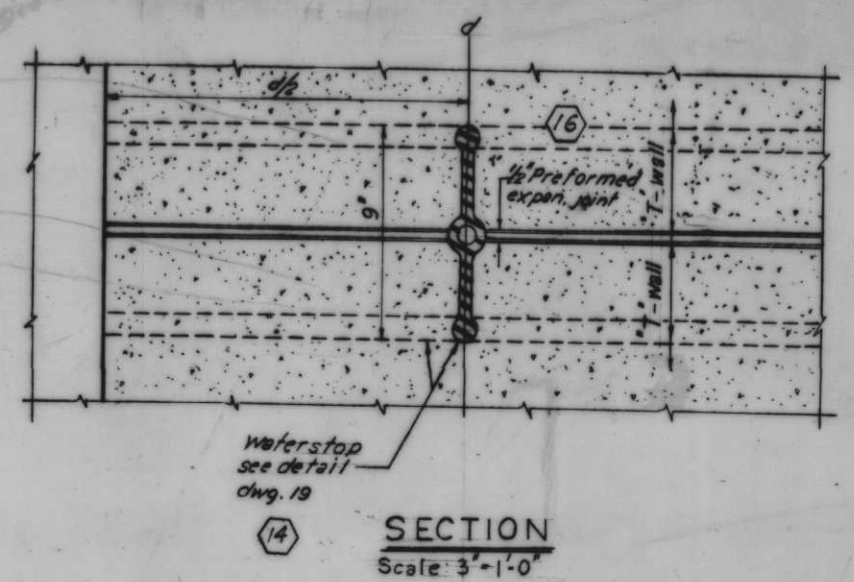 d
d/2
16
1/2" Preformed
expan. joint
9"
"T"-wall
"T"-wall
Waterstop
see detail
dwg. 19
14
SECTION
Scale: 3"=1'-0"